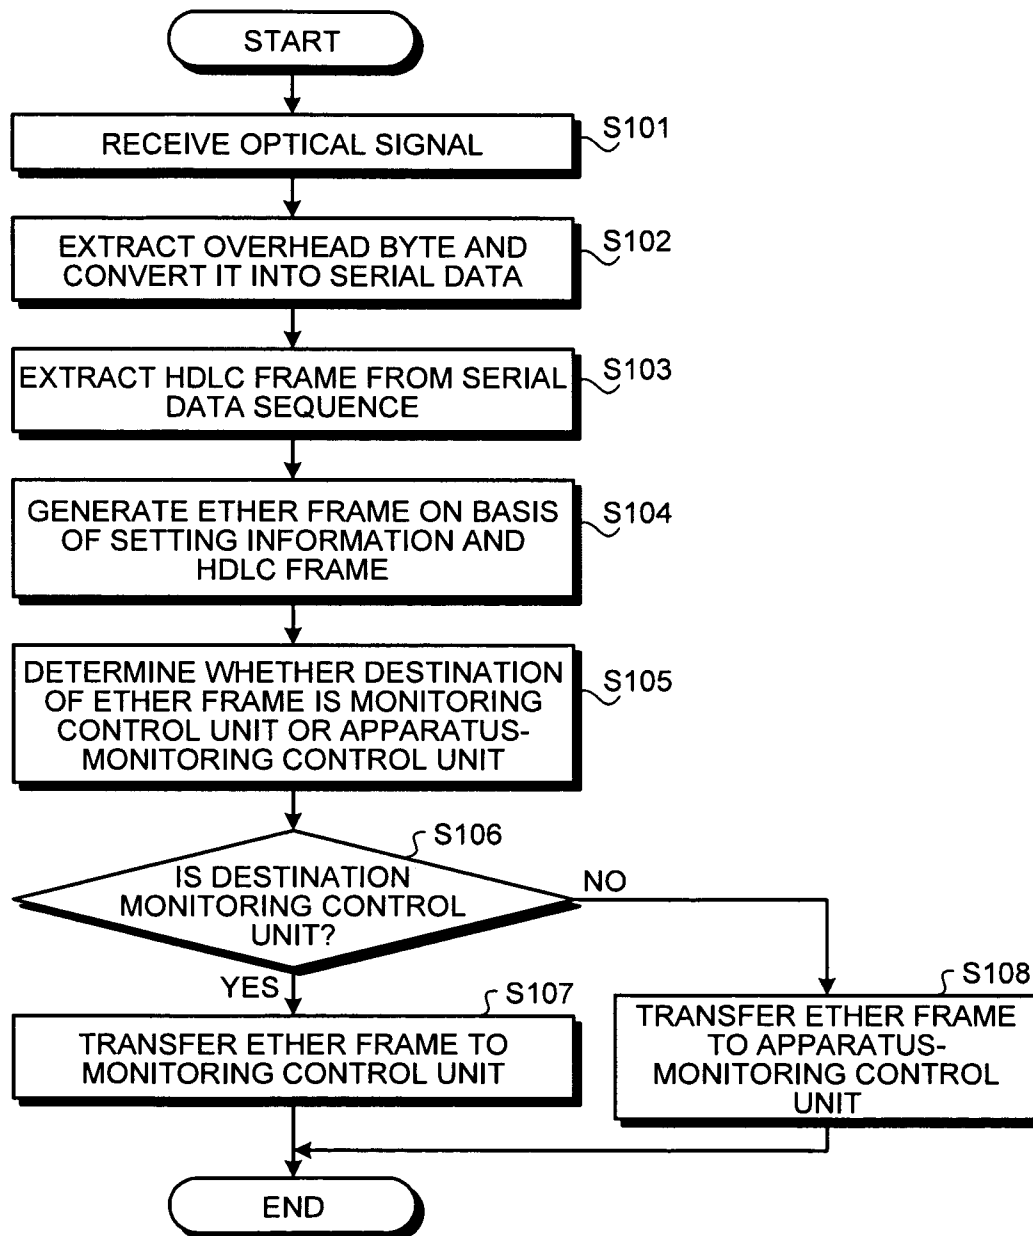 START
RECEIVE OPTICAL SIGNAL
S101
EXTRACT OVERHEAD BYTE AND
CONVERT IT INTO SERIAL DATA
S102
EXTRACT HDLC FRAME FROM SERIAL
DATA SEQUENCE
S103
GENERATE ETHER FRAME ON BASIS
OF SETTING INFORMATION AND
HDLC FRAME
S104
DETERMINE WHETHER DESTINATION
OF ETHER FRAME IS MONITORING
CONTROL UNIT OR APPARATUS-
MONITORING CONTROL UNIT
S105
S106
IS DESTINATION
MONITORING CONTROL
UNIT?
NO
YES
S107
TRANSFER ETHER FRAME TO
MONITORING CONTROL UNIT
S108
TRANSFER ETHER FRAME
TO APPARATUS-
MONITORING CONTROL
UNIT
END